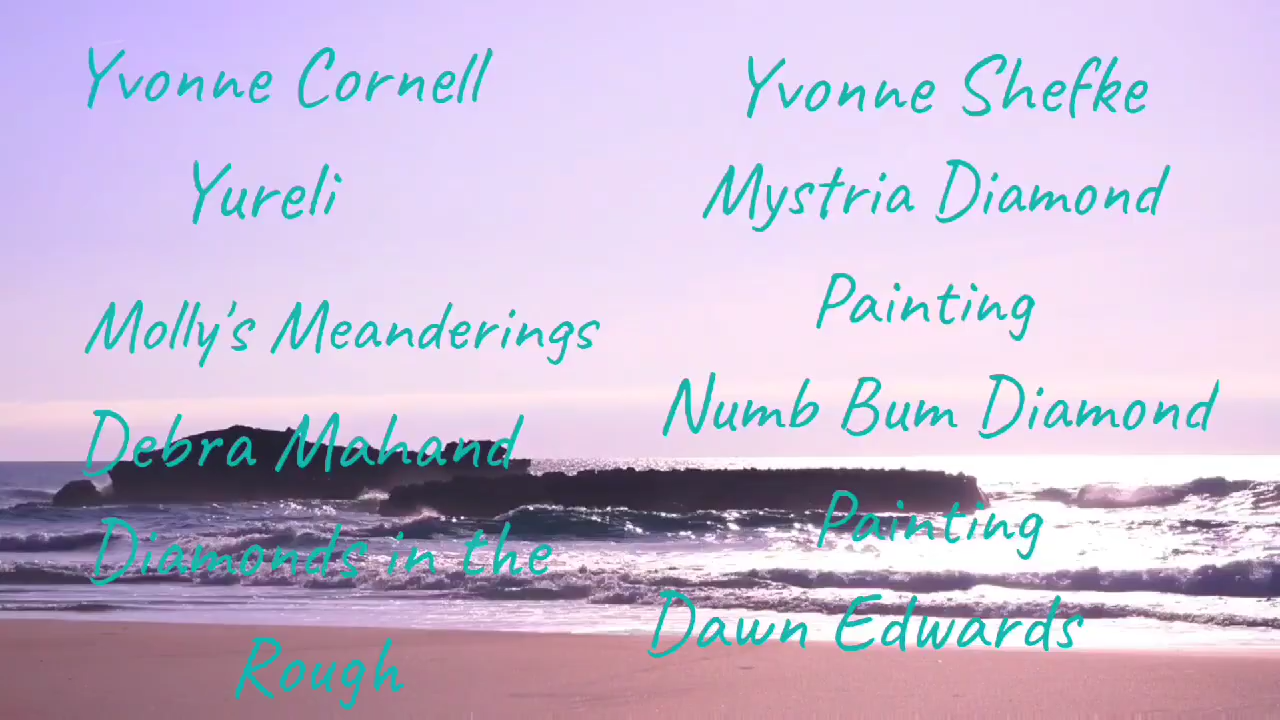 Yvonne Cornell
Yureli
Molly's Meanderings
Debra Mahand
Diamonds in the
Rough
Yvonne Shefke
Mystria Diamond
Painting
Numb Bum Diamond
Painting
Dawn Edwards